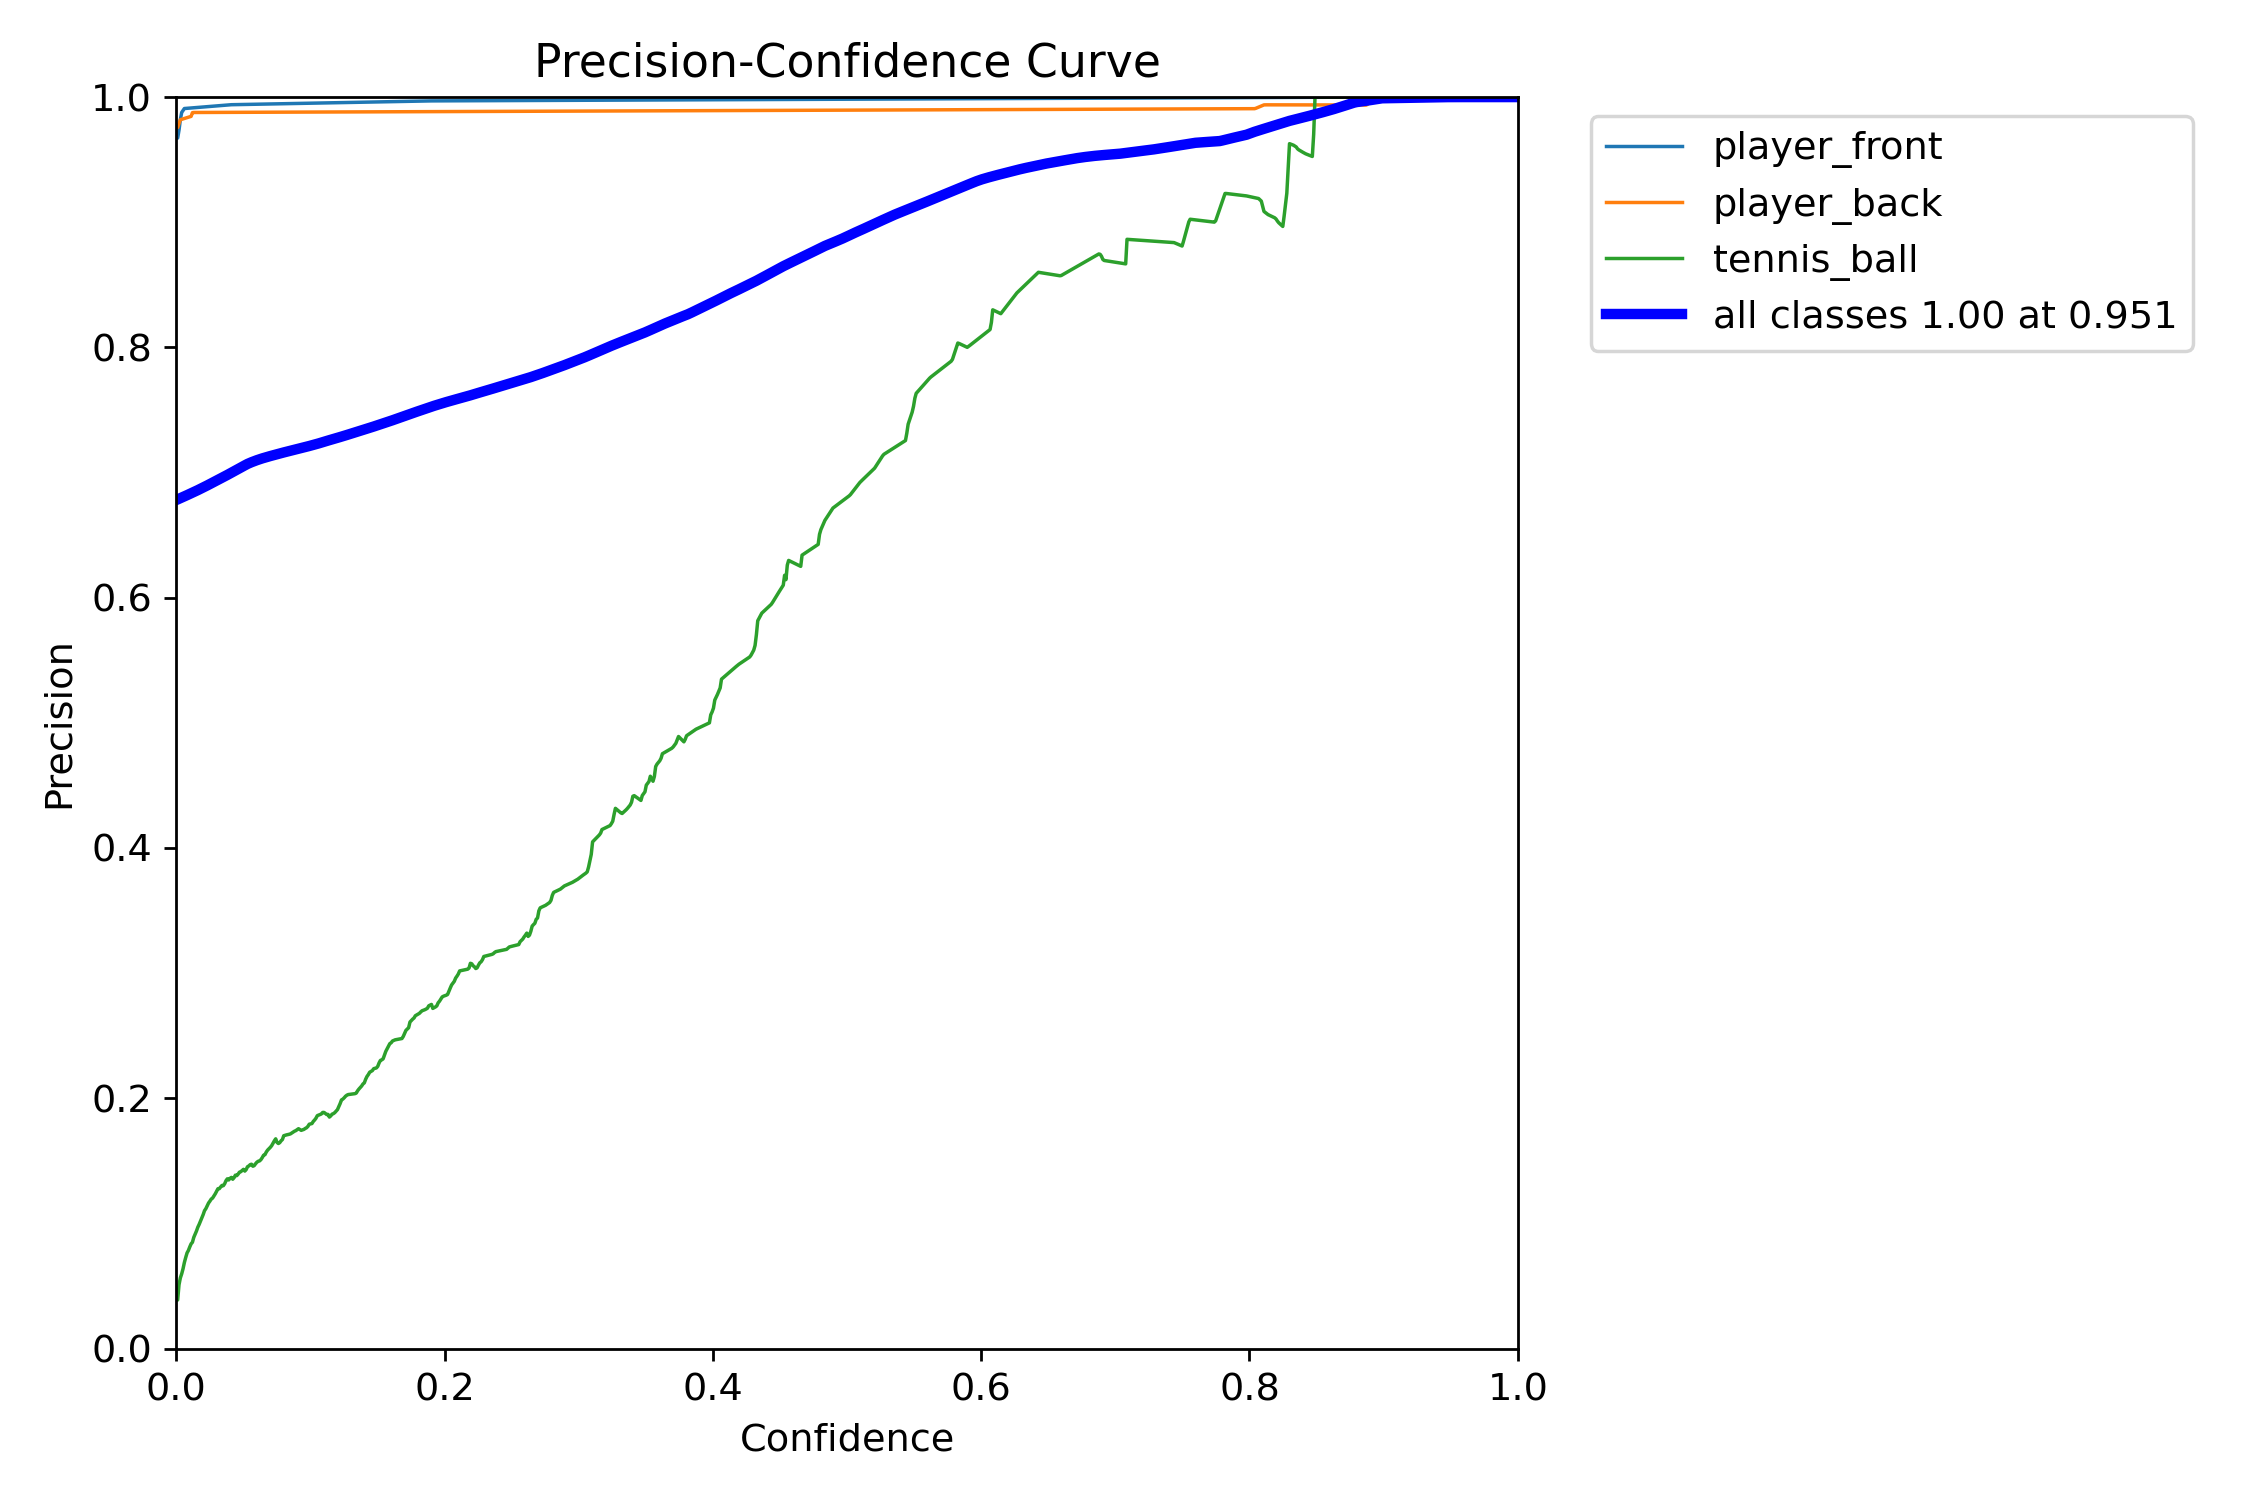 Precision-Confidence Curve
1.0
0.8
0.6
0.4
0.2
0.0
Precision
0.0 0.2 0.4 0.6 0.8 1.0
Confidence
player_front
player_back
tennis_ball
all classes 1.00 at 0.951